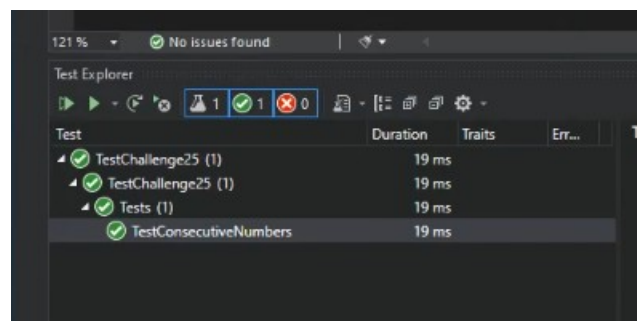 121 %
No issues found
Test Explorer
1 1 0
Test Duration Traits Err...
TestChallenge25 (1) 19 ms
TestChallenge25 (1) 19 ms
Tests (1) 19 ms
TestConsecutiveNumbers 19 ms